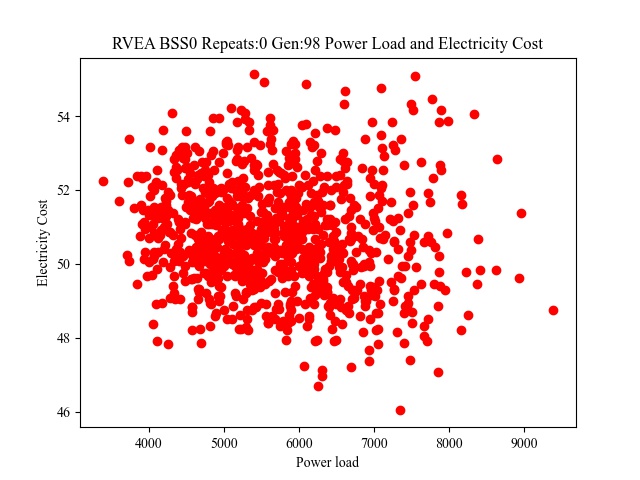 RVEA BSS0 Repeats:0 Gen:98 Power Load and Electricity Cost
54
52
50
48
46
Electricity Cost
4000 5000 6000 7000 8000 9000
Power load